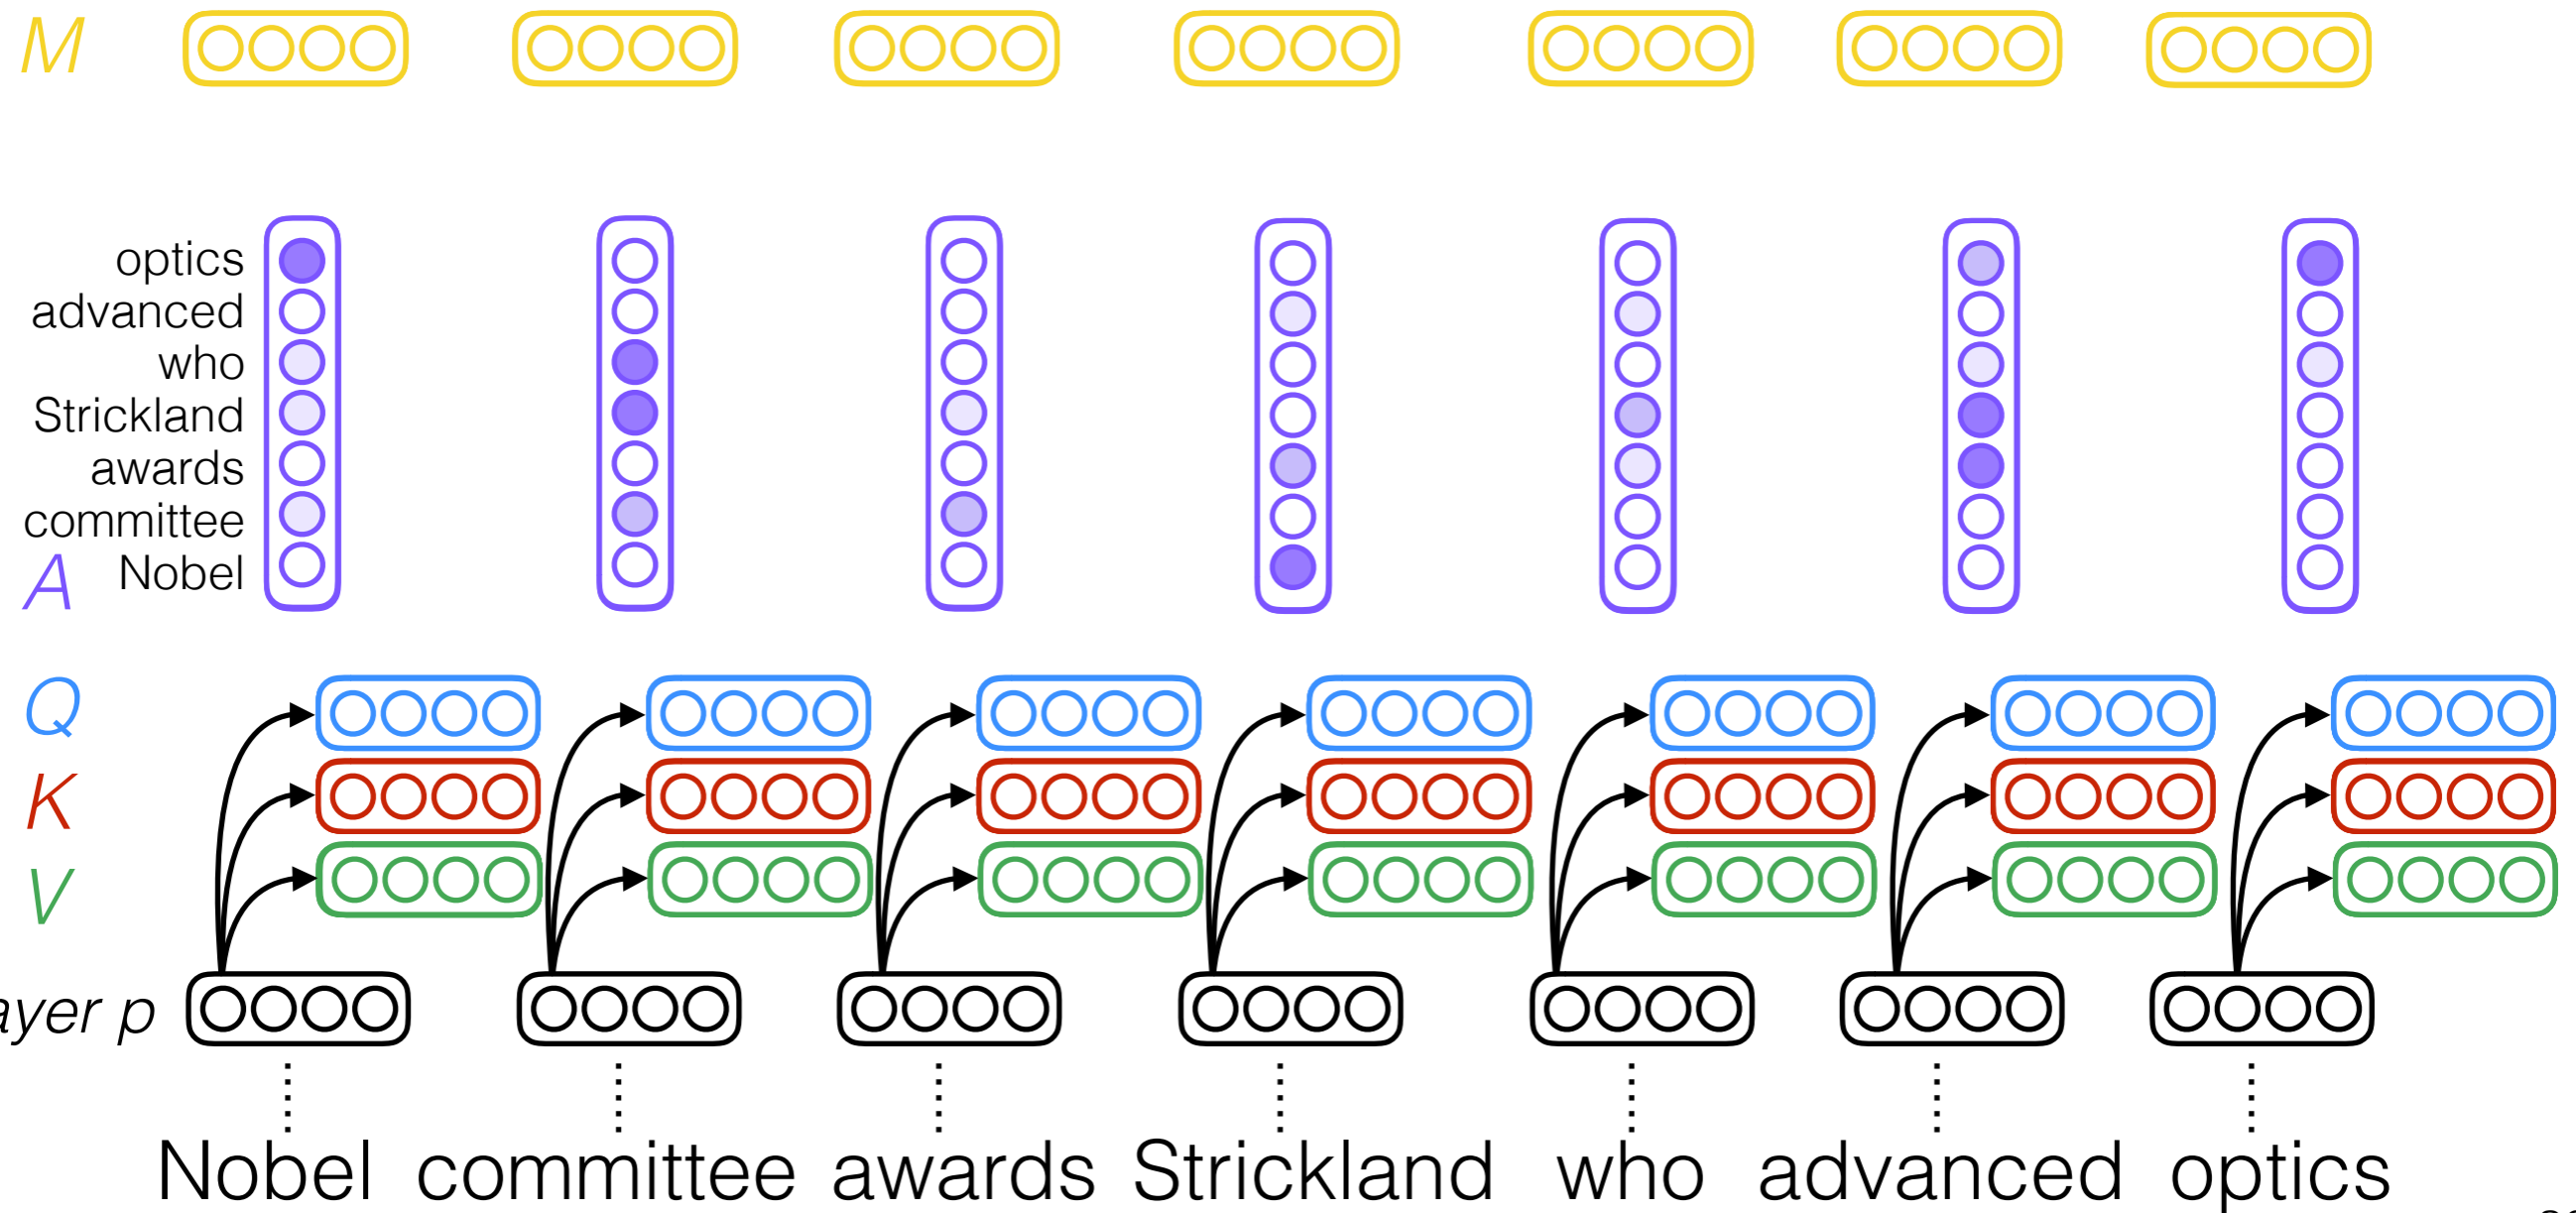 M
optics
advanced
who
Strickland
awards
committee
A Nobel
Q
K
V
ayer p
Nobel committee awards Strickland who advanced optics